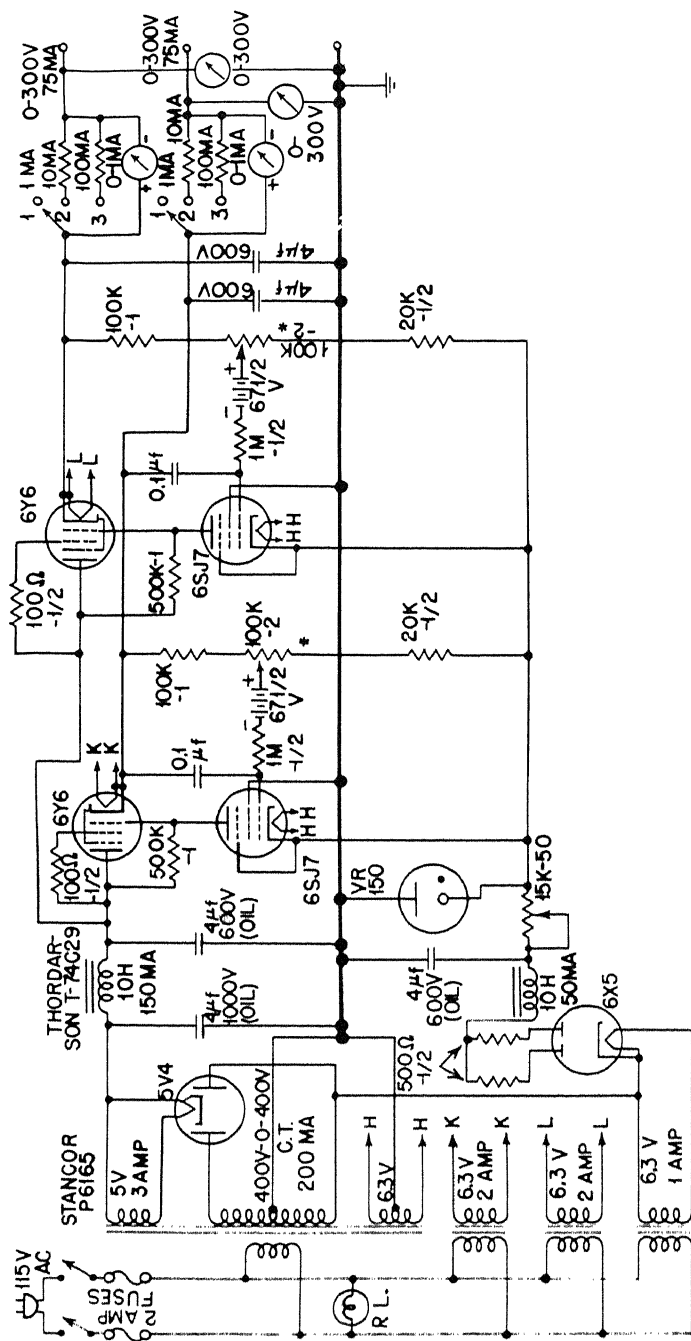 115V
AC
2 AMP
FUSES
R L.
STANCOR
P6165
5V
3 AMP
5V4
400V-0-400V
C.T.
200 MA
6.3V
H
H
K
K
6.3 V
2 AMP
L
L
6.3 V
2 AMP
6.3 V
1 AMP
THORDAR-
SON T-74C29
10H
150MA
4µf
1000V
(OIL)
4µf
600V
(OIL)
500Ω
-1/2
6X5
10H
50MA
4µf
600V
(OIL)
VR
150
15K-50
6Y6
100Ω
-1/2
K
K
500K
-1
6SJ7
H H
0.1
µf
1M
-1/2
67 1/2
V
100K
-1
100K
-2
*
20K
-1/2
6Y6
100Ω
-1/2
L
L
500K-1
6SJ7
H H
0.1µf
1M
-1/2
67 1/2
V
100K
-1
100K
-2*
20K
-1/2
4µf
600V
4µf
600V
1
2
3
1 MA
10MA
100MA
0-1MA
+
-
0-300V
75MA
1
2
3
1MA
10MA
100MA
0-1MA
+
-
0-300V
75MA
0-300V
0-
300V